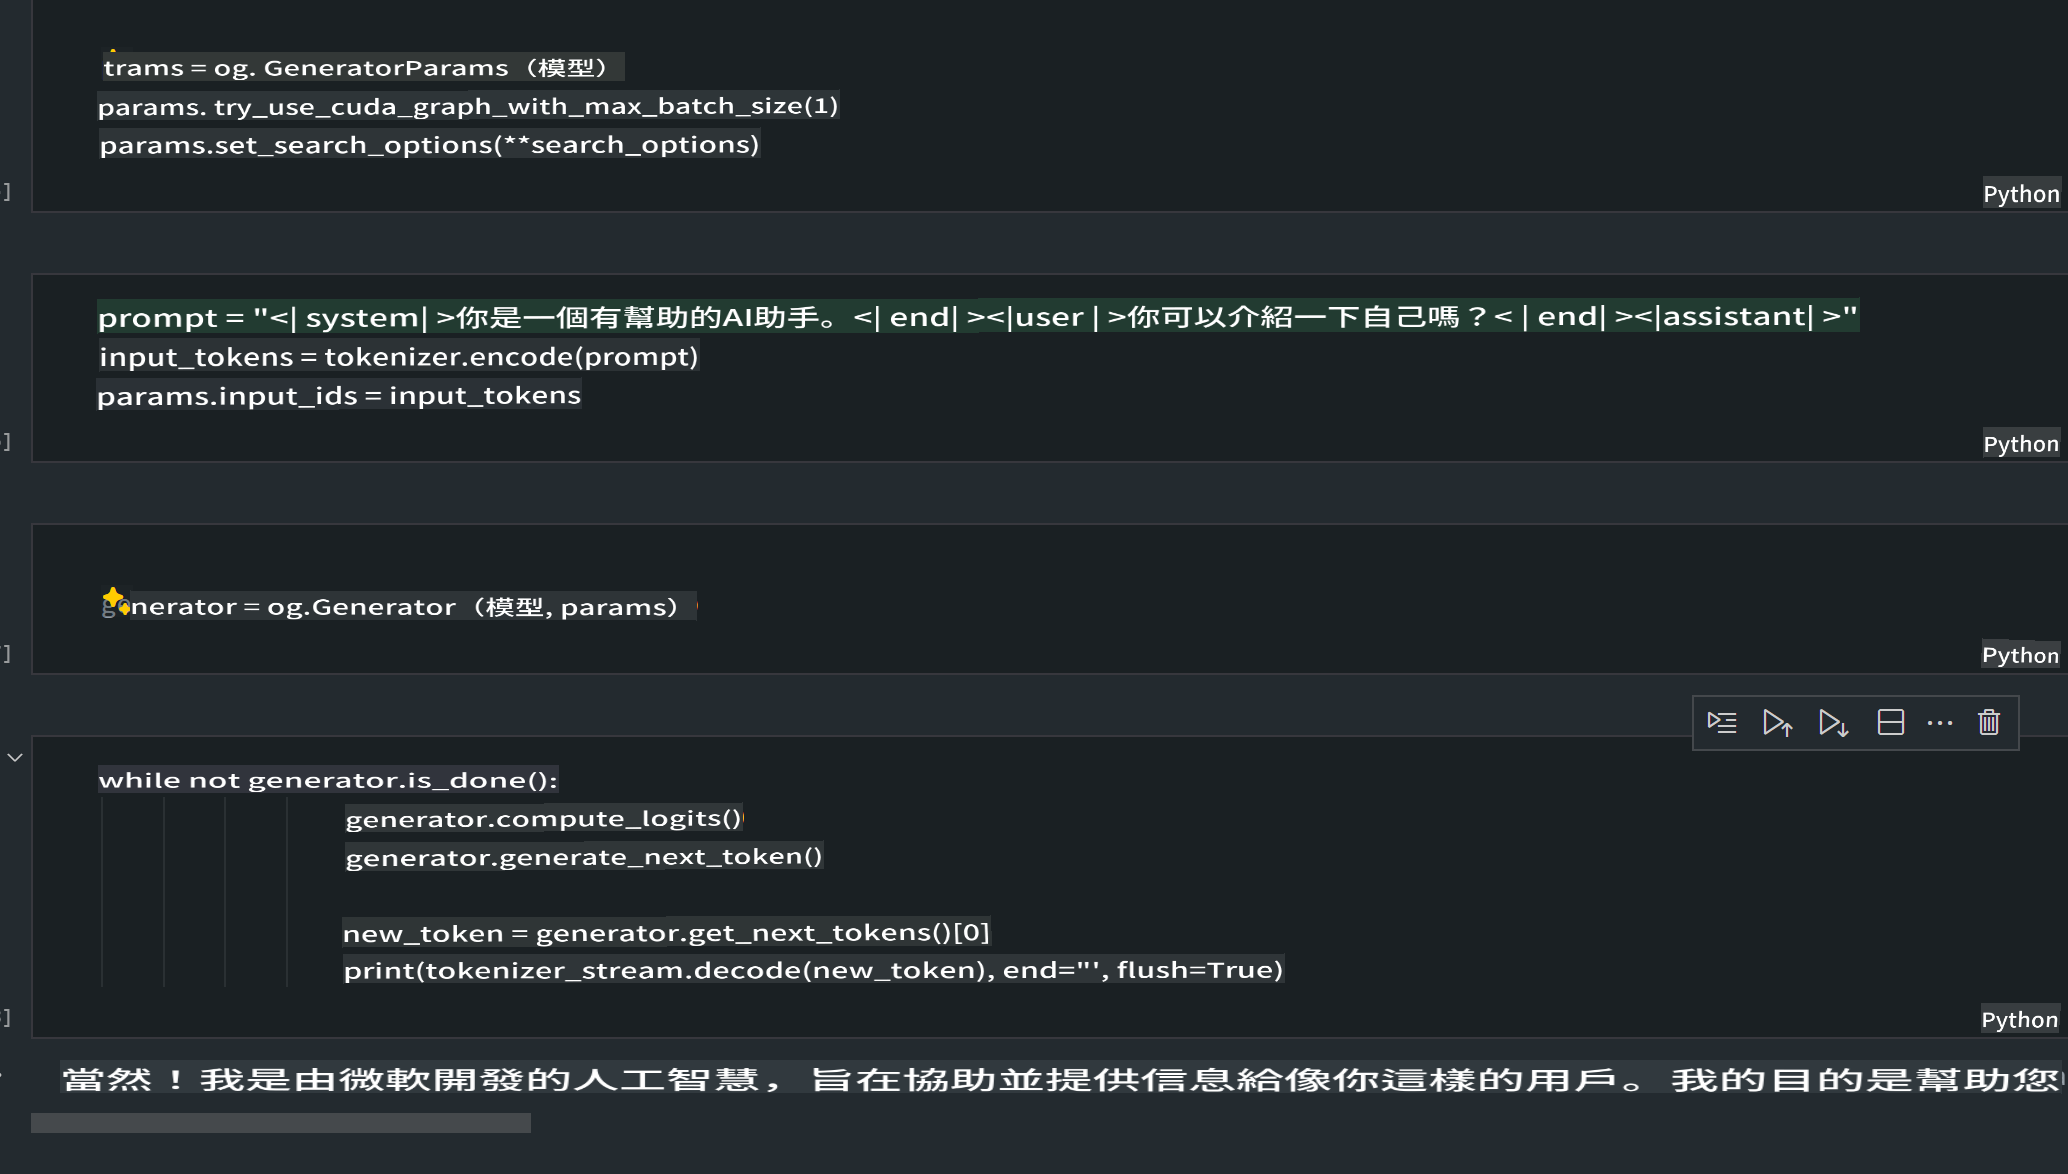 trams = og. GeneratorParams（模型）
params. try_use_cuda_graph_with_max_batch_size(1)
params.set_search_options(**search_options)
]
Python
prompt = "<| system| >你是一個有幫助的AI助手。<| end| ><|user | >你可以介紹一下自己嗎？< | end| ><|assistant| >"
input_tokens = tokenizer.encode(prompt)
params.input_ids = input_tokens
]
Python
generator = og.Generator（模型, params）
]
Python
while not generator.is_done():
generator.compute_logits()
generator.generate_next_token()
new_token = generator.get_next_tokens()[0]
print(tokenizer_stream.decode(new_token), end="', flush=True)
]
Python
當然！我是由微軟開發的人工智慧，旨在協助並提供信息給像你這樣的用戶。我的目的是幫助您